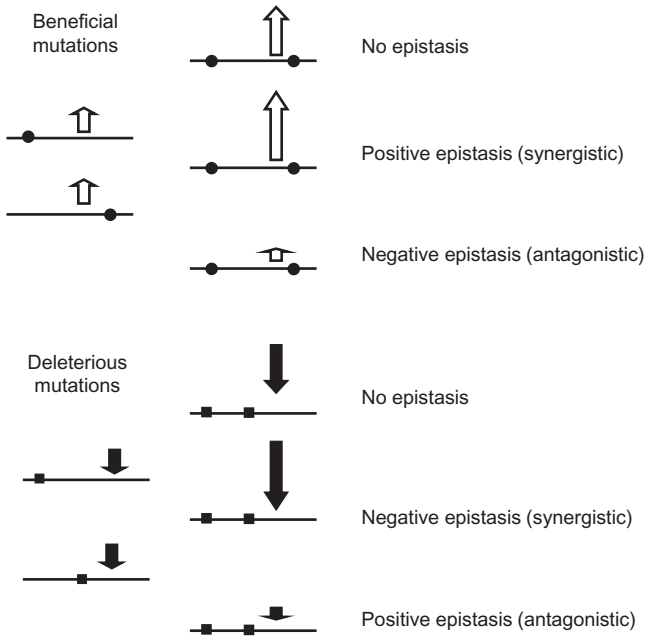 Beneficial
mutations
No epistasis
Positive epistasis (synergistic)
Negative epistasis (antagonistic)
Deleterious
mutations
No epistasis
Negative epistasis (synergistic)
Positive epistasis (antagonistic)